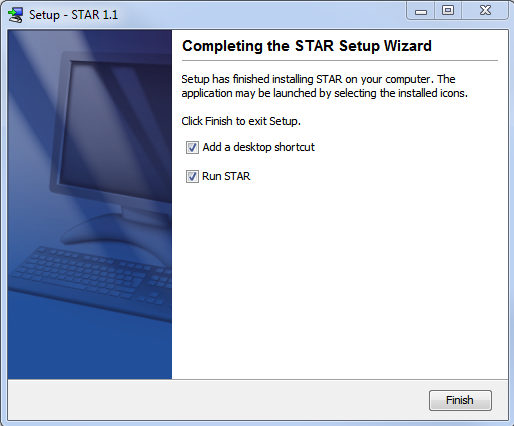 Setup - STAR 1.1
Completing the STAR Setup Wizard
Setup has finished installing STAR on your computer. The
application may be launched by selecting the installed icons.
Click Finish to exit Setup.
Add a desktop shortcut
Run STAR
Finish